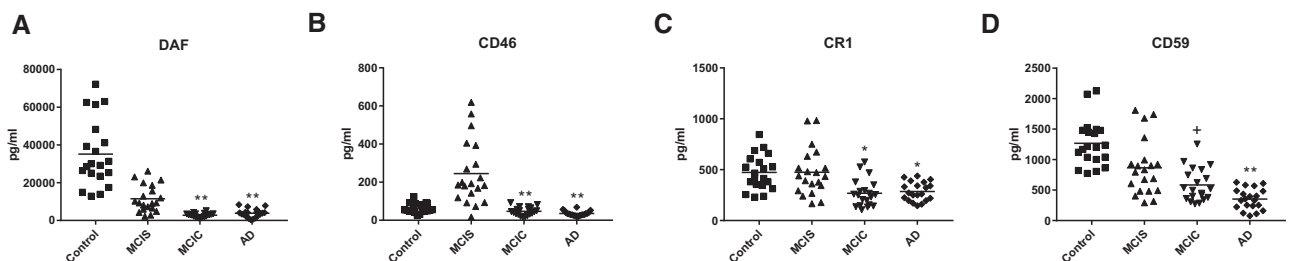 A
DAF
pg/ml
80000
60000
40000
20000
0
**
**
Control
MCIS
MCIC
AD
B
CD46
pg/ml
800
600
400
200
0
**
**
Control
MCIS
MCIC
AD
C
CR1
pg/ml
1500
1000
500
0
*
*
Control
MCIS
MCIC
AD
D
CD59
pg/ml
2500
2000
1500
1000
500
0
+
**
Control
MCIS
MCIC
AD